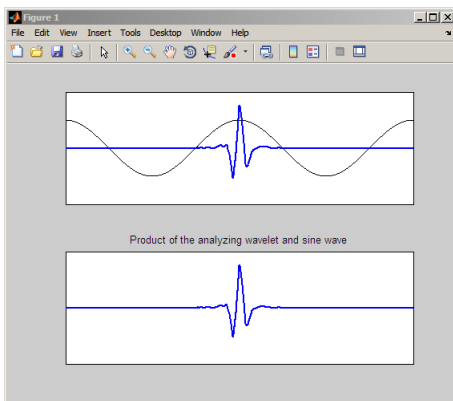 Figure 1
File Edit View Insert Tools Desktop Window Help
Product of the analyzing wavelet and sine wave